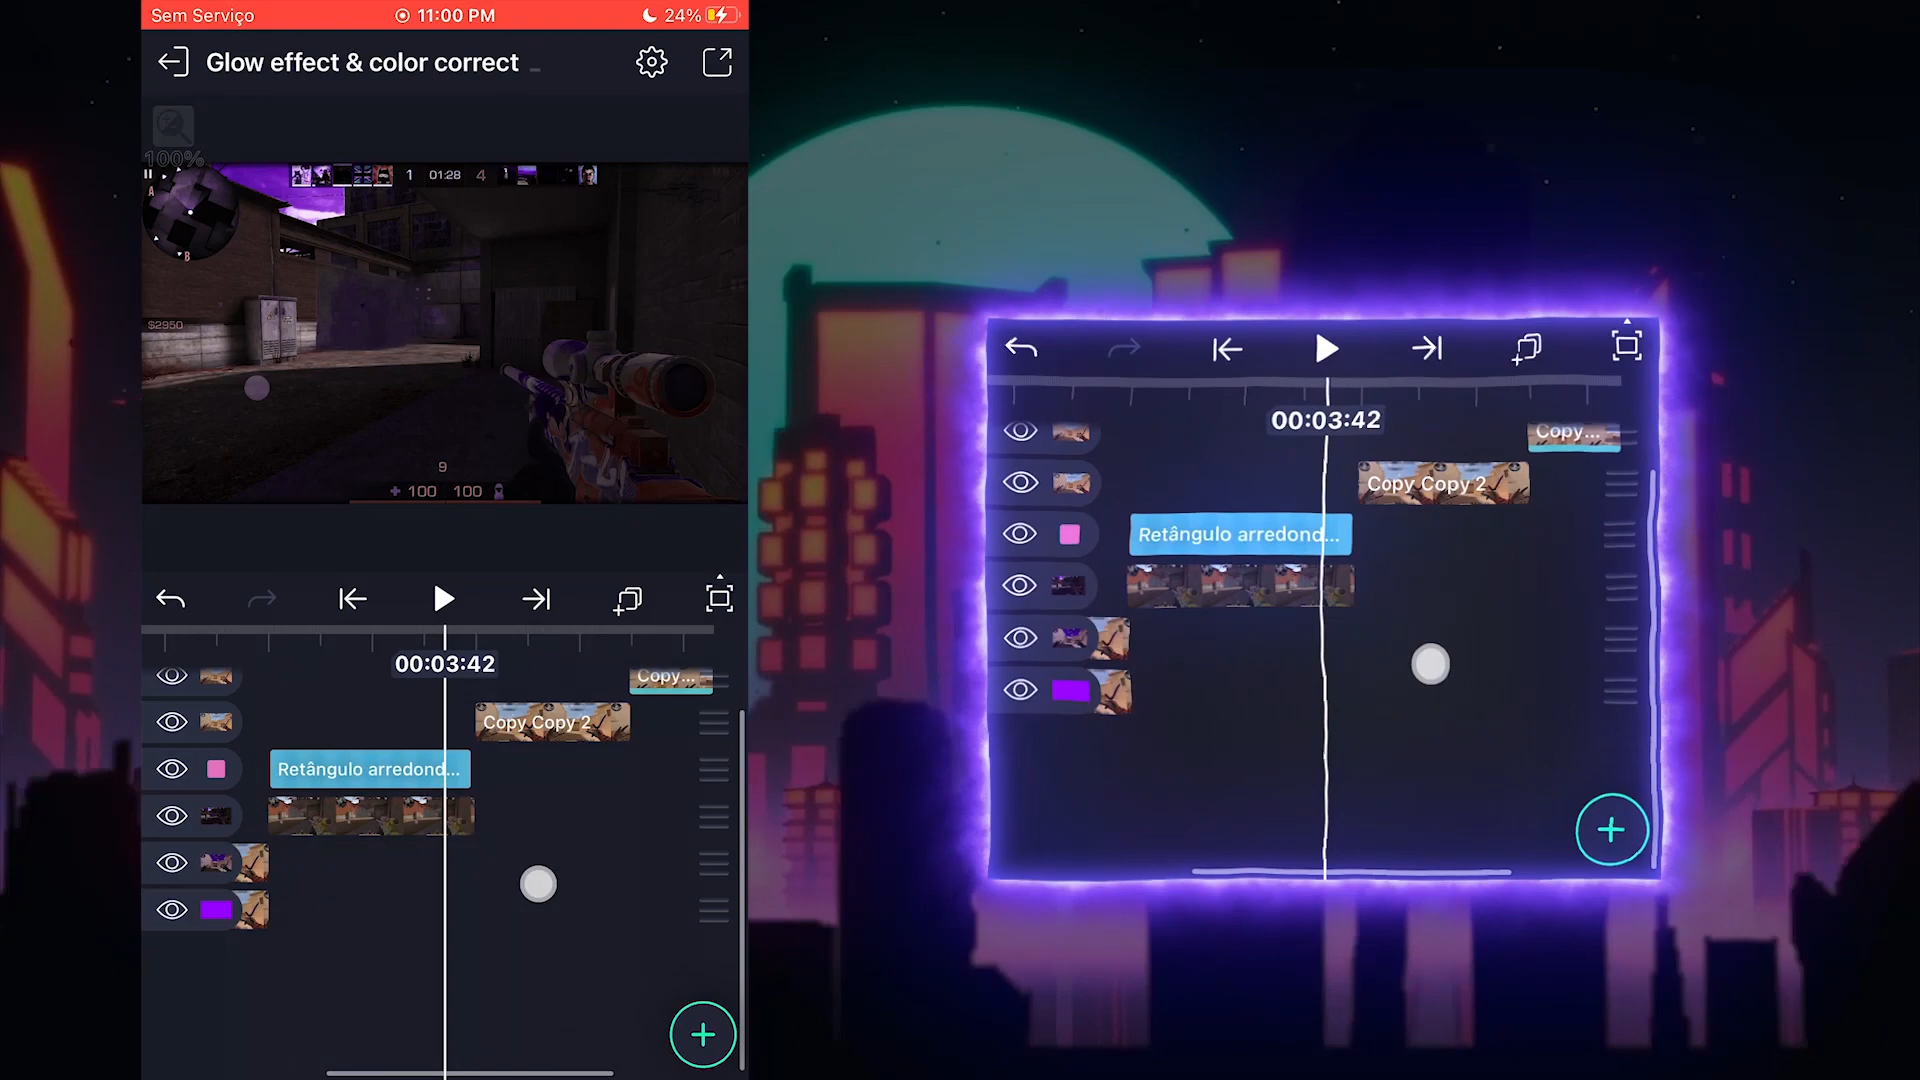 Sem Serviço
11:00 PM
24%
Glow effect & color correct
100%
A
1 01:28 4
B
$2950
9
100 100
00:03:42
Copy...
Copy Copy 2
Retângulo arredond...
00:03:42
Copy...
Copy Copy 2
Retângulo arredond...